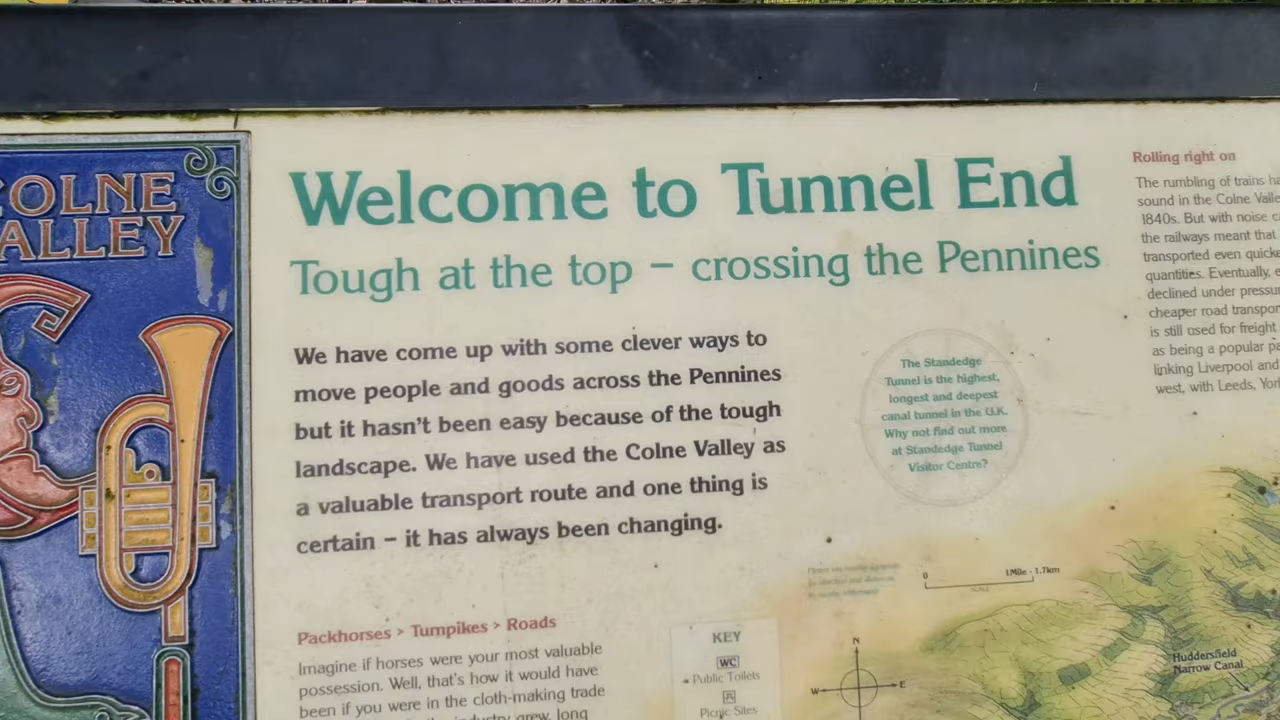 COLNE
VALLEY
Welcome to Tunnel End
Tough at the top – crossing the Pennines
We have come up with some clever ways to
move people and goods across the Pennines
but it hasn't been easy because of the tough
landscape. We have used the Colne Valley as
a valuable transport route and one thing is
certain – it has always been changing.
Packhorses > Turnpikes > Roads
Imagine if horses were your most valuable
possession. Well, that's how it would have
been if you were in the cloth-making trade
industry grew, long
The Standedge
Tunnel is the highest,
longest and deepest
canal tunnel in the U.K.
Why not find out more
at Standedge Tunnel
Visitor Centre?
Rolling right on
The rumbling of trains
sound in the Colne
1840s. But with noise
the railways meant that
transported even
quantities. Eventually,
declined under
cheaper road
is still used for freight
as being a popular
linking Liverpool and
west, with Leeds,
0 1Mile - 1.7km
SCALE
KEY
WC
Public Toilets
Picnic Sites
N
W E
Huddersfield
Narrow Canal